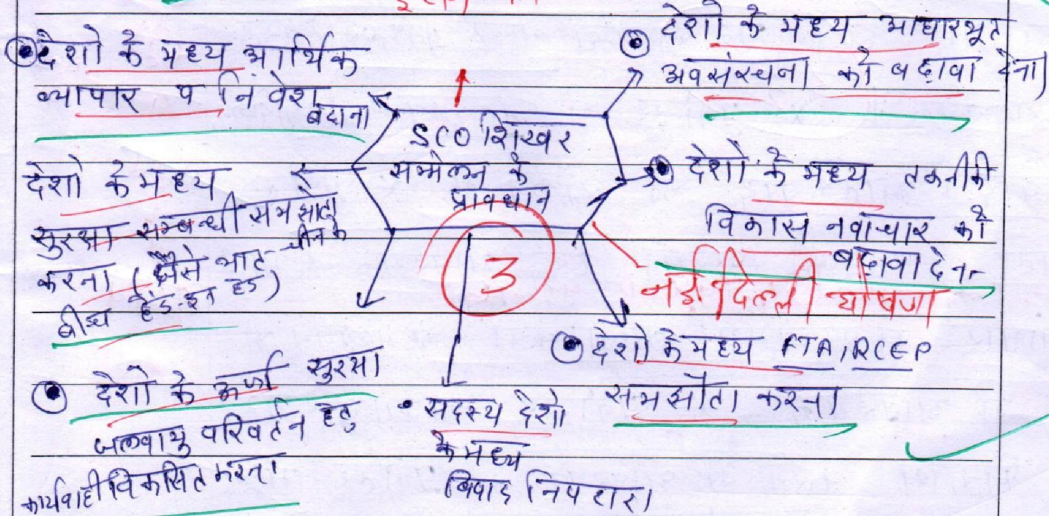 देशो के मध्य आर्थिक
व्यापार व निवेश
बढाना
देशो के मध्य आधारभूत
अवसंरचना को बढावा देना
SCO शिखर
सम्मेलन के
प्रावधान
देशो के मध्य
सुरक्षा सम्बन्धी समझौता
करना (जैसे भारत चीन के
बीच हैंड-इन हैंड)
देशो के मध्य तकनीकी
विकास नवाचार को
बढावा देना
3
नई दिल्ली घोषणा
देशो के मध्य FTA, RCEP
समझौता करना
देशो के ऊर्जा सुरक्षा
जलवायु परिवर्तन हेतु
कार्यवाही विकसित करना
सदस्य देशो
के मध्य
विवाद निपटारा